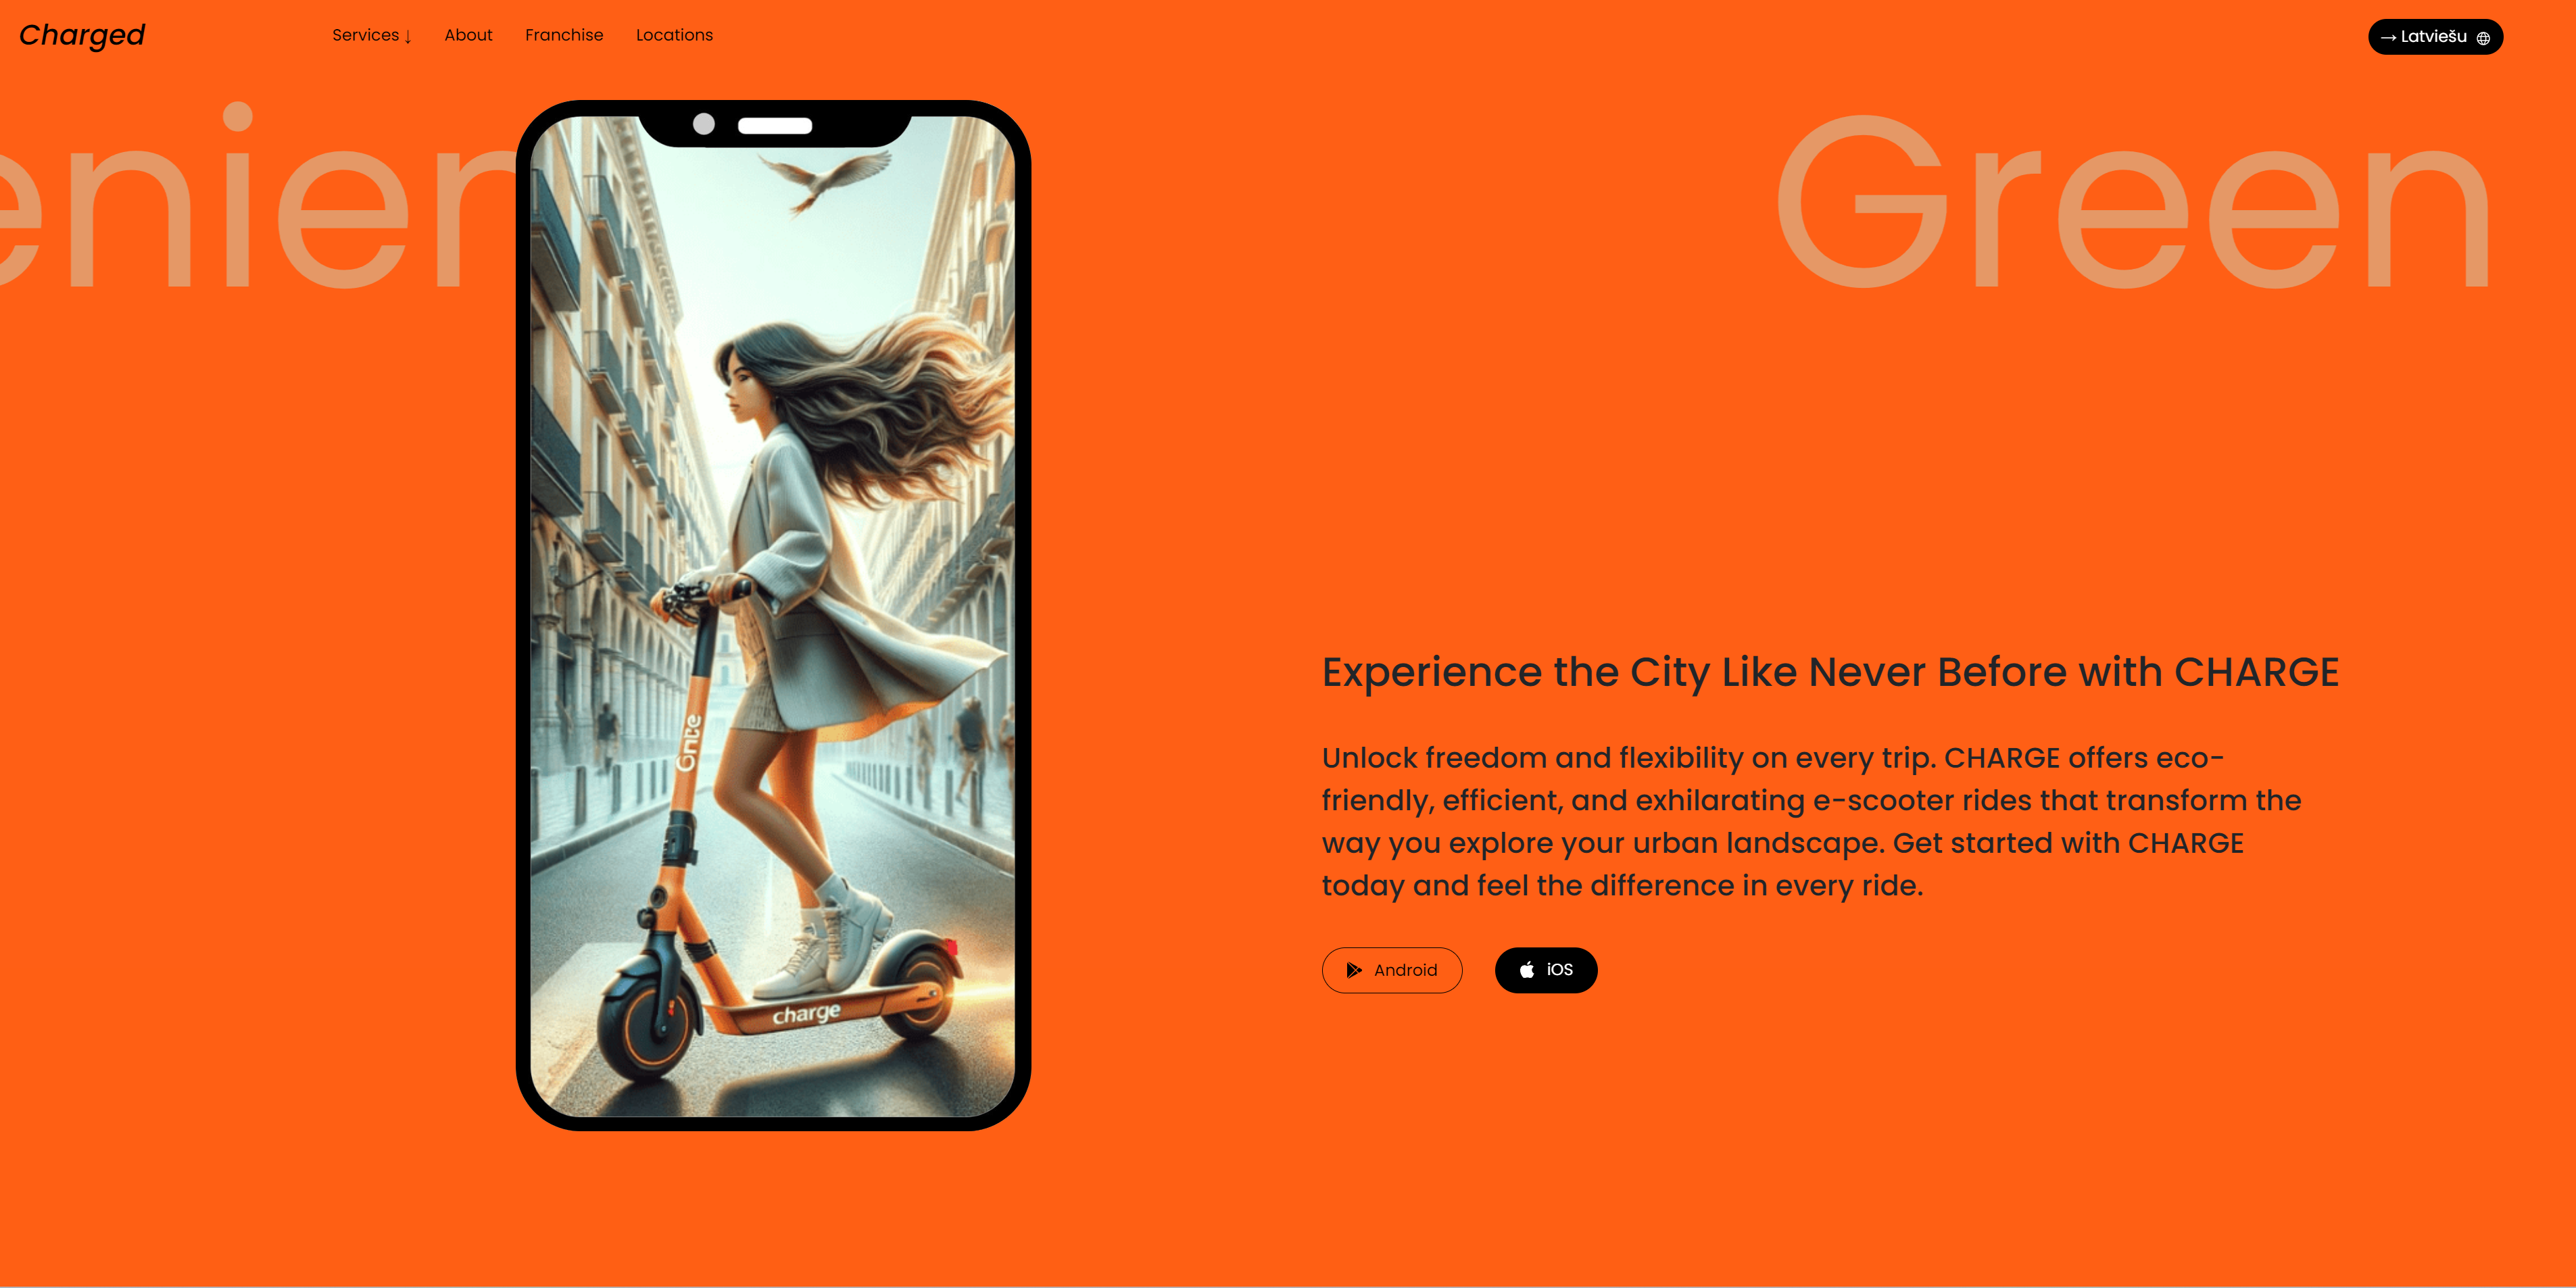 Charged
Services ↓
About
Franchise
Locations
→ Latviešu
enien
Green
charge
Experience the City Like Never Before with CHARGE
Unlock freedom and flexibility on every trip. CHARGE offers eco-
friendly, efficient, and exhilarating e-scooter rides that transform the
way you explore your urban landscape. Get started with CHARGE
today and feel the difference in every ride.
Android
iOS